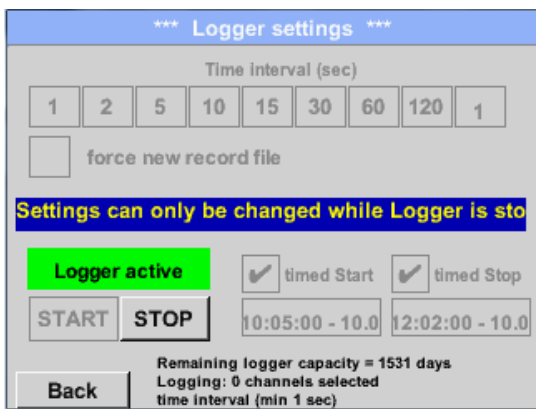 *** Logger settings ***
Time interval (sec)
1 2 5 10 15 30 60 120 1
force new record file
Settings can only be changed while Logger is sto
Logger active
✔ timed Start ✔ timed Stop
START STOP 10:05:00 - 10.0 12:02:00 - 10.0
Remaining logger capacity = 1531 days
Logging: 0 channels selected
time interval (min 1 sec)
Back